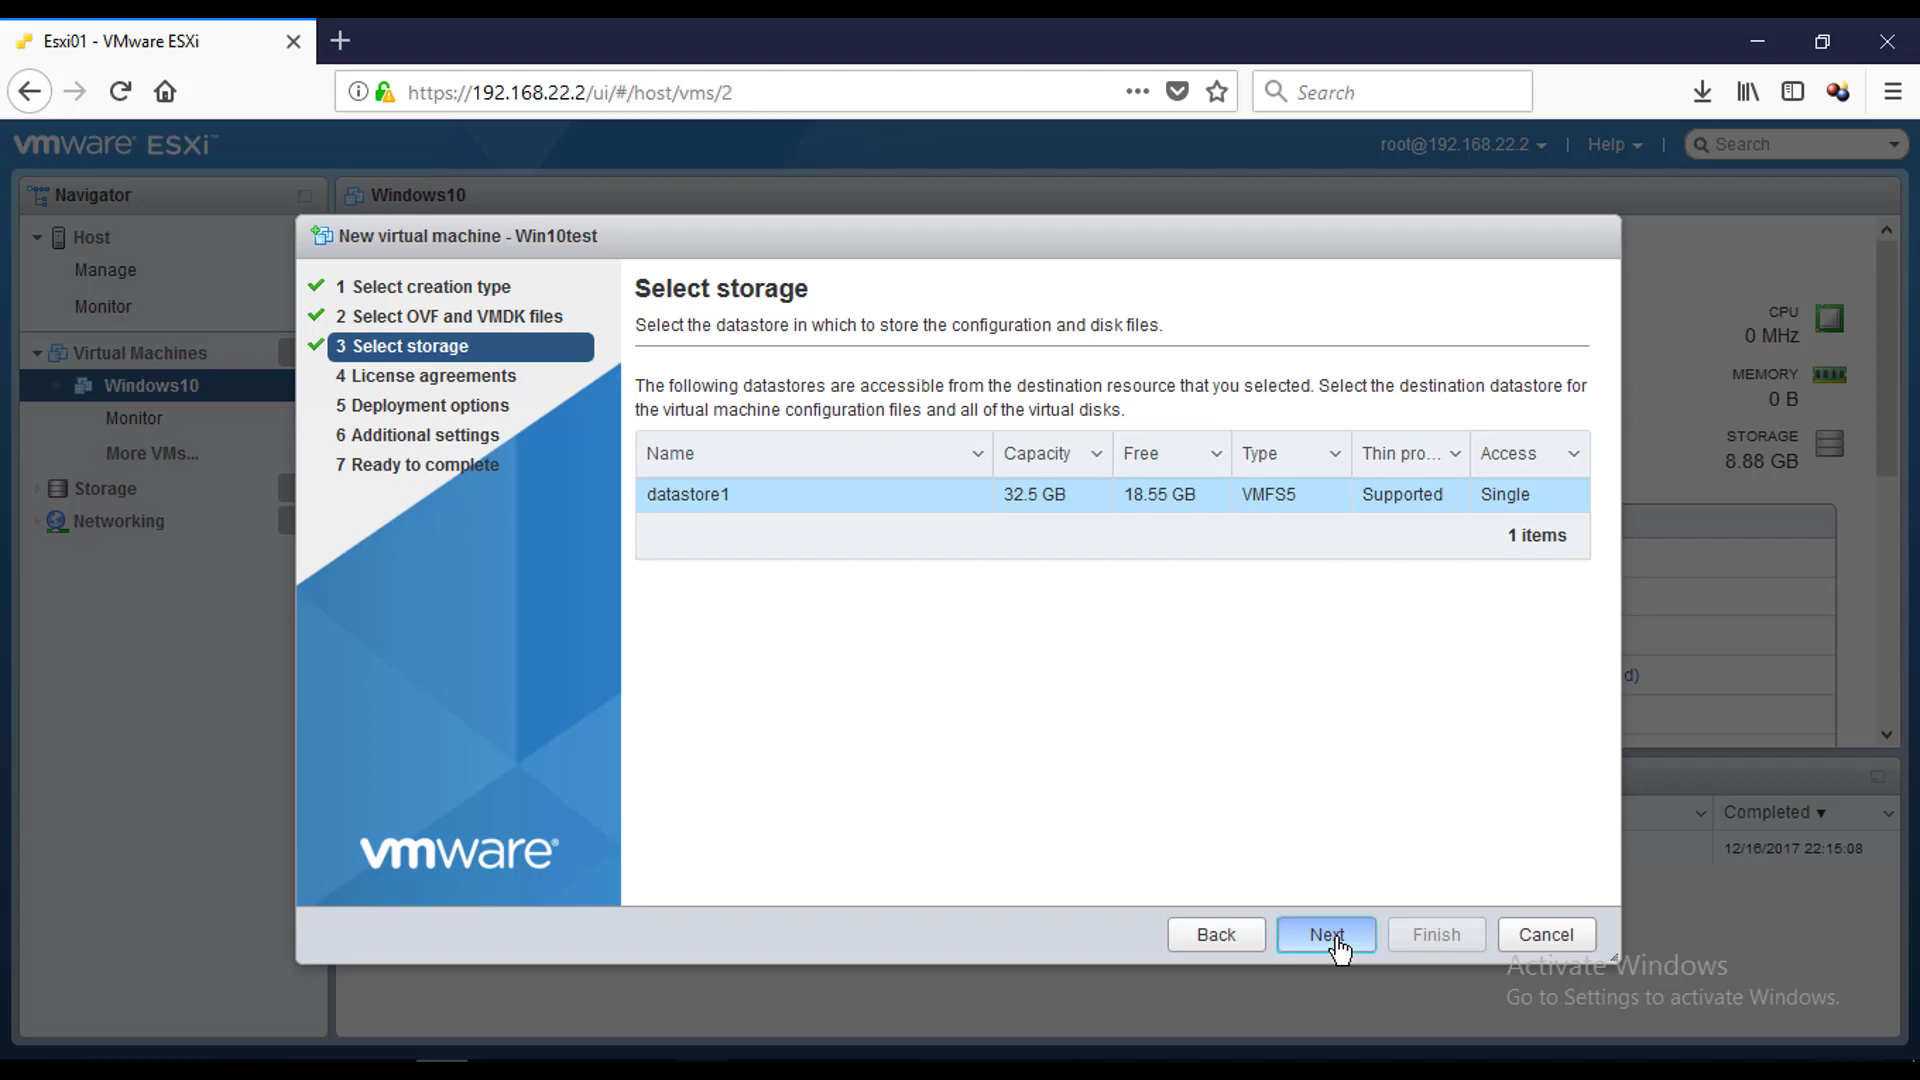 Esxi01 - VMware ESXi
https://192.168.22.2/ui/#/host/vms/2
Search
vmware ESXi™
root@192.168.22.2
|
Help
|
Search
Navigator
Windows10
Host
Manage
Monitor
Virtual Machines
Windows10
Monitor
More VMs...
Storage
Networking
New virtual machine - Win10test
1 Select creation type
2 Select OVF and VMDK files
3 Select storage
4 License agreements
5 Deployment options
6 Additional settings
7 Ready to complete
vmware®
Select storage
Select the datastore in which to store the configuration and disk files.
The following datastores are accessible from the destination resource that you selected. Select the destination datastore for
the virtual machine configuration files and all of the virtual disks.
Name Capacity Free Type Thin pro... Access
datastore1 32.5 GB 18.55 GB VMFS5 Supported Single
1 items
Back Next Finish Cancel
CPU
0 MHz
MEMORY
0 B
STORAGE
8.88 GB
d)
Completed ▼
12/16/2017 22:15:08
Activate Windows
Go to Settings to activate Windows.